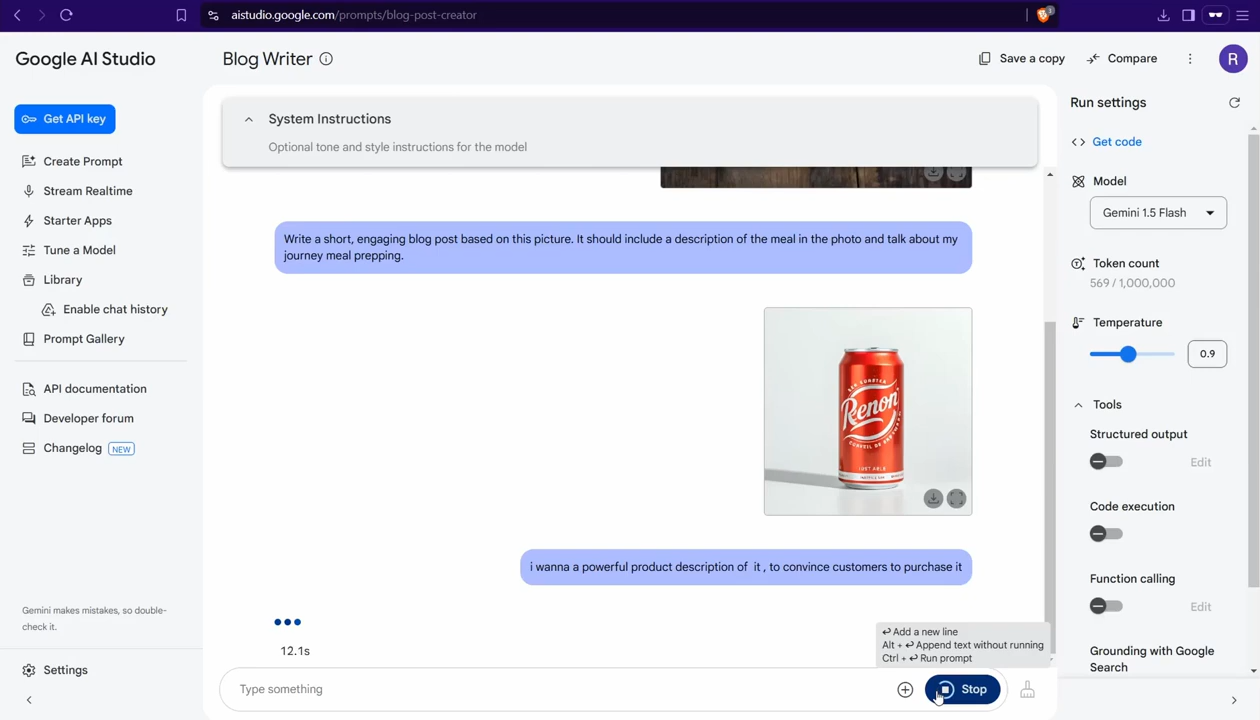 aistudio.google.com/prompts/blog-post-creator
3
Google AI Studio
Blog Writer
Save a copy
Compare
R
Get API key
Create Prompt
Stream Realtime
Starter Apps
Tune a Model
Library
Enable chat history
Prompt Gallery
API documentation
Developer forum
Changelog NEW
Gemini makes mistakes, so double-
check it.
Settings
System Instructions
Optional tone and style instructions for the model
Write a short, engaging blog post based on this picture. It should include a description of the meal in the photo and talk about my
journey meal prepping.
Renon
i wanna a powerful product description of it , to convince customers to purchase it
12.1s
Add a new line
Alt + ↵ Append text without running
Ctrl + ↵ Run prompt
Type something
Stop
Run settings
Get code
Model
Gemini 1.5 Flash
Token count
569 / 1,000,000
Temperature
0.9
Tools
Structured output
Edit
Code execution
Function calling
Edit
Grounding with Google
Search